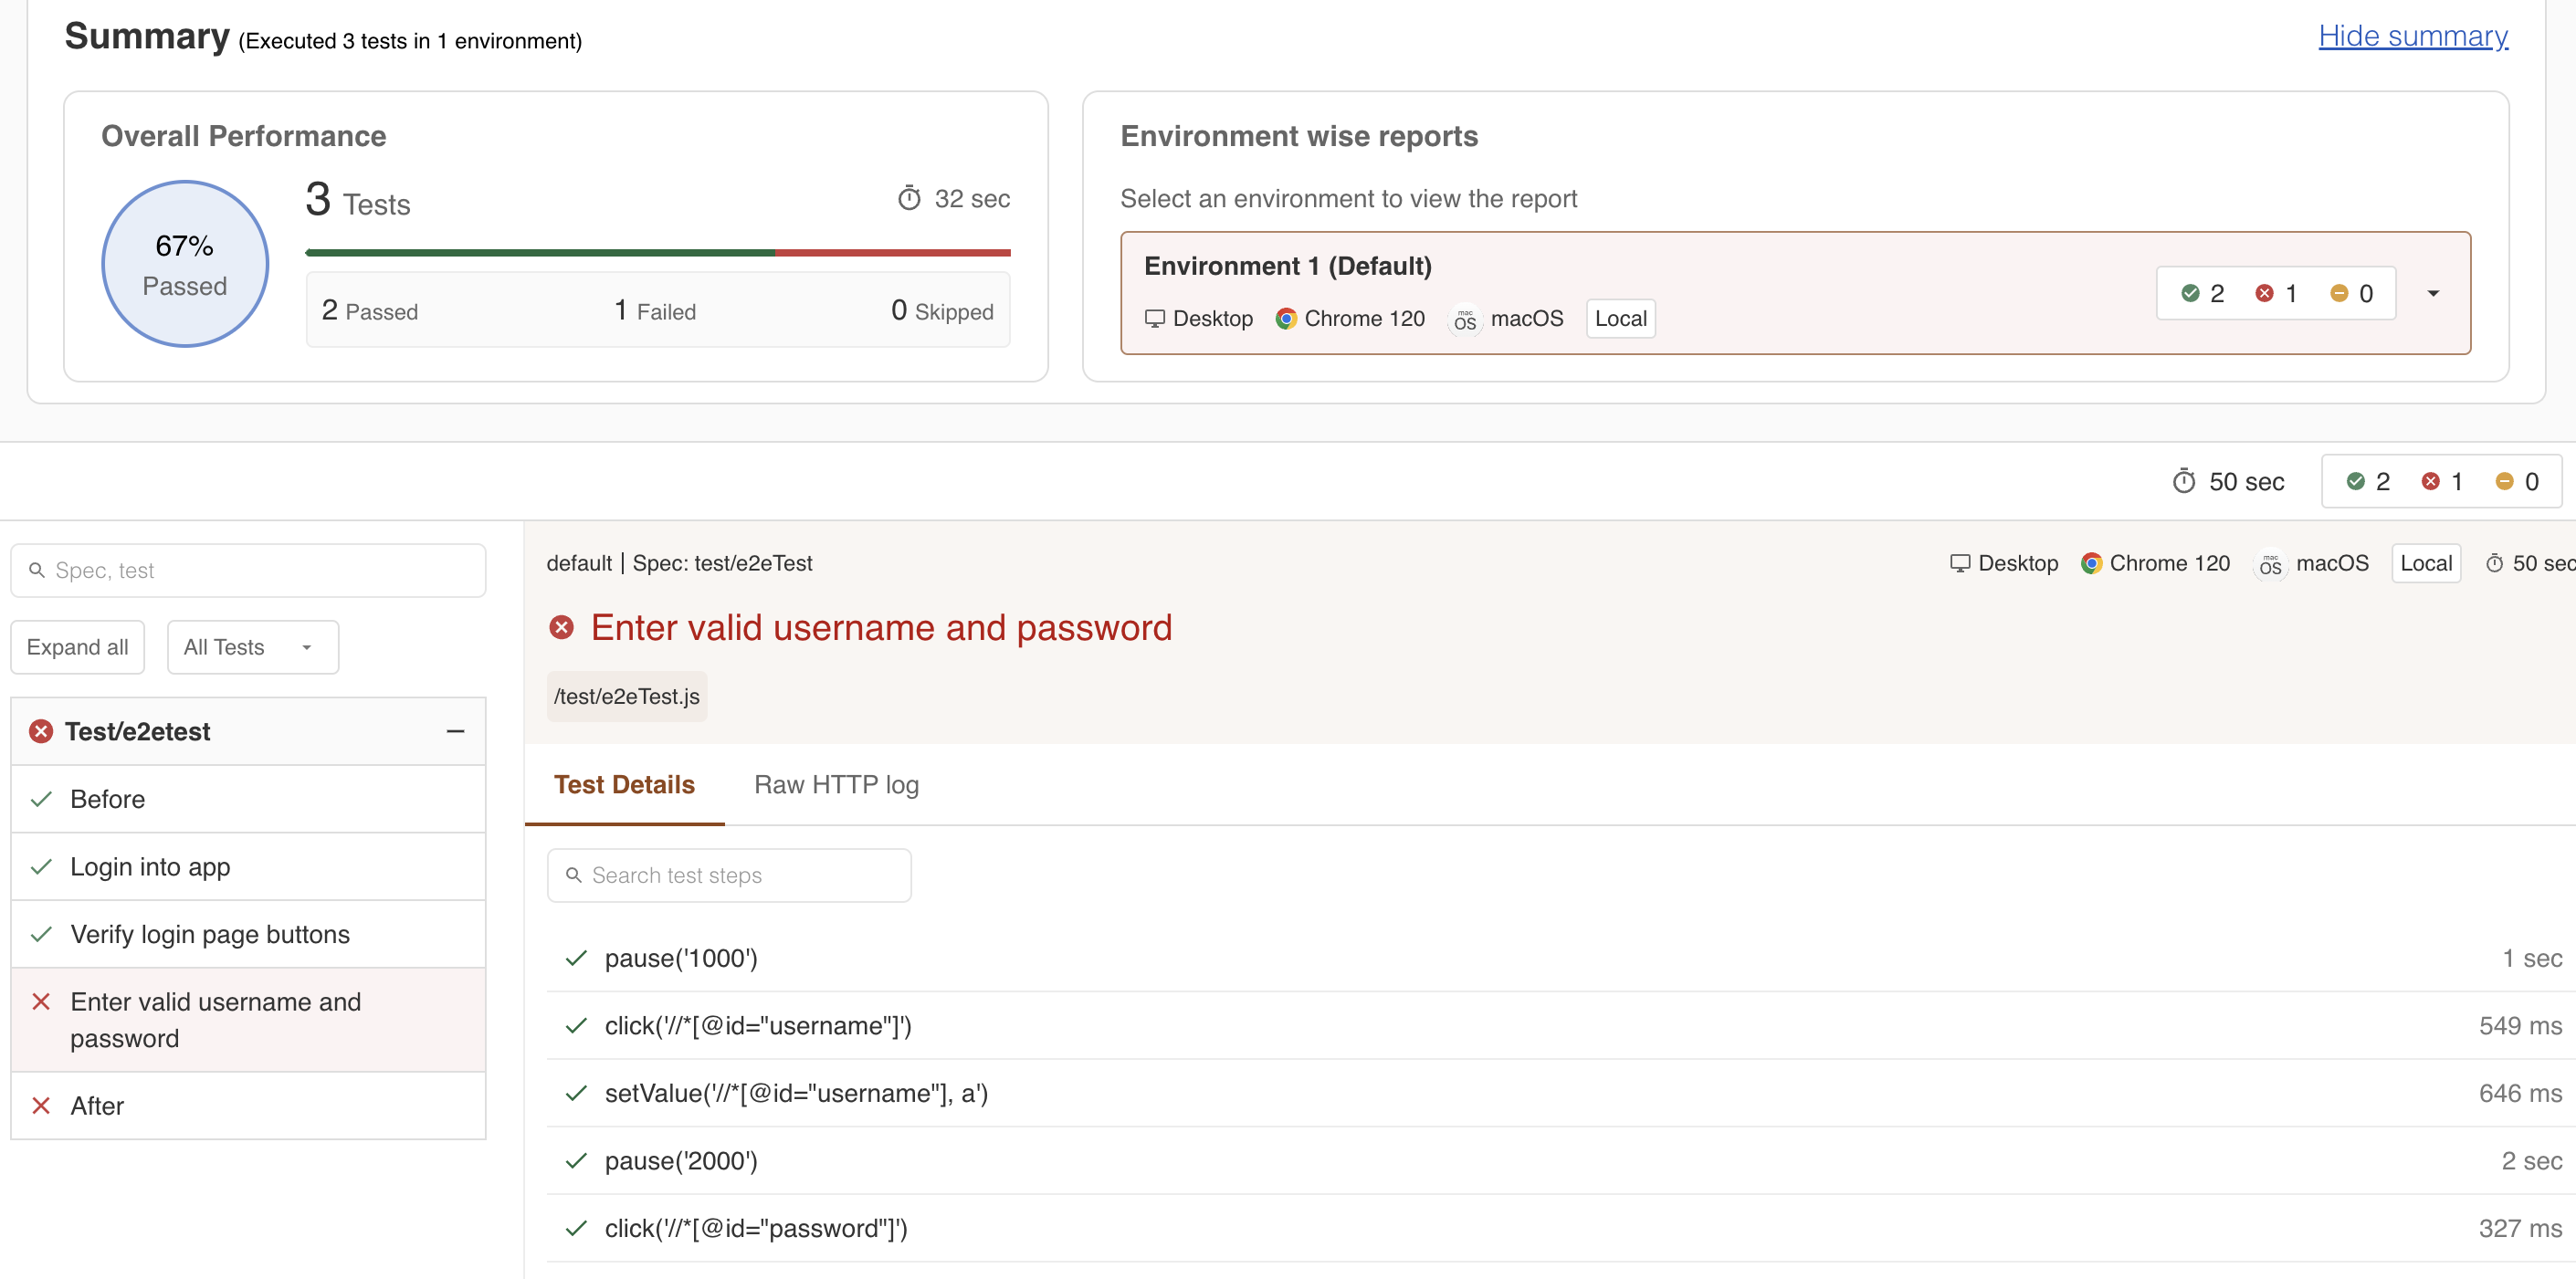 Summary (Executed 3 tests in 1 environment)
Hide summary
Overall Performance
67%
Passed
3 Tests
32 sec
2 Passed
1 Failed
0 Skipped
Environment wise reports
Select an environment to view the report
Environment 1 (Default)
Desktop
Chrome 120
mac
OS
macOS
Local
2
1
0
50 sec
2
1
0
Spec, test
Expand all
All Tests
Test/e2etest
Before
Login into app
Verify login page buttons
Enter valid username and
password
After
default | Spec: test/e2eTest
Desktop
Chrome 120
mac
OS
macOS
Local
50 sec
Enter valid username and password
/test/e2eTest.js
Test Details
Raw HTTP log
Search test steps
pause('1000')
1 sec
click('//*[@id="username"]')
549 ms
setValue('//*[@id="username"], a')
646 ms
pause('2000')
2 sec
click('//*[@id="password"]')
327 ms